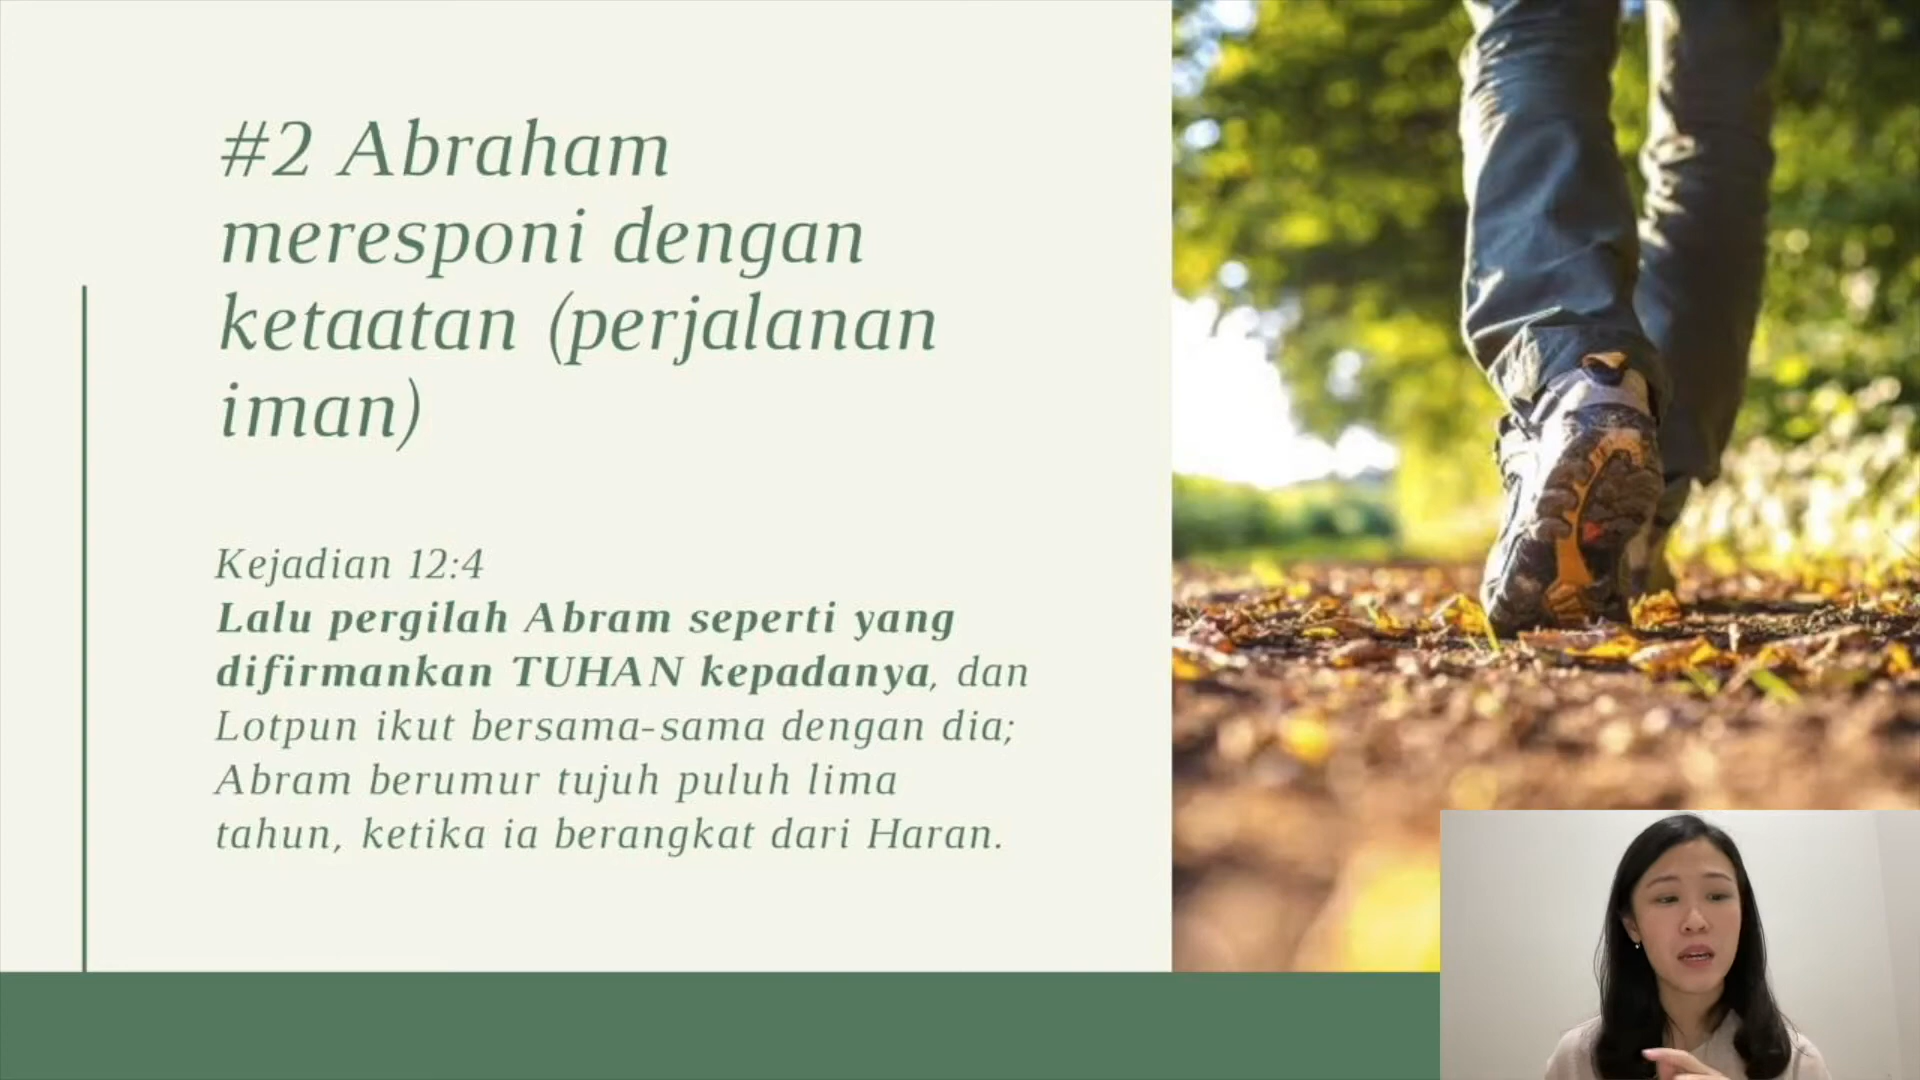 #2 Abraham
meresponi dengan
ketaatan (perjalanan
iman)
Kejadian 12:4
Lalu pergilah Abram seperti yang
difirmankan TUHAN kepadanya, dan
Lotpun ikut bersama-sama dengan dia;
Abram berumur tujuh puluh lima
tahun, ketika ia berangkat dari Haran.